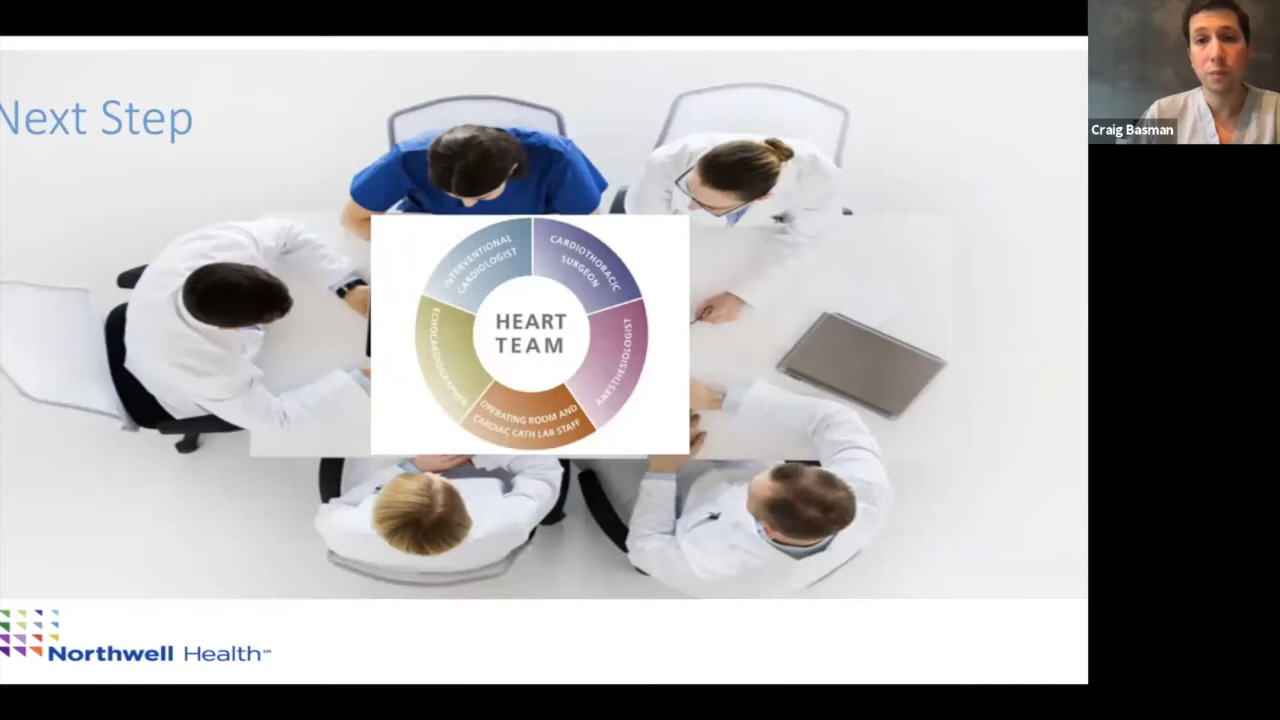 Next Step
Craig Basman
INTERVENTIONAL
CARDIOLOGIST
CARDIOTHORACIC
SURGEON
ECHOCARDIOGRAPHER
HEART
TEAM
ANESTHESIOLOGIST
OPERATING ROOM AND
CARDIAC CATH LAB STAFF
Northwell Health℠